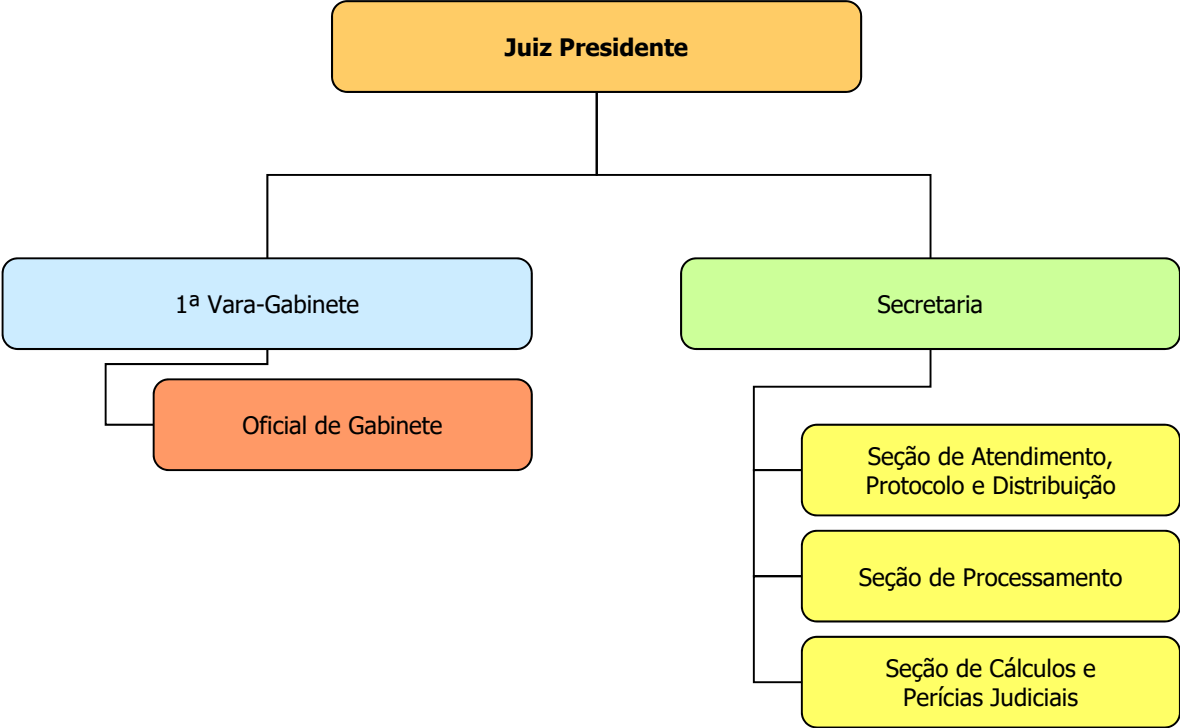 Juiz Presidente
1ª Vara-Gabinete
Oficial de Gabinete
Secretaria
Seção de Atendimento,
Protocolo e Distribuição
Seção de Processamento
Seção de Cálculos e
Perícias Judiciais